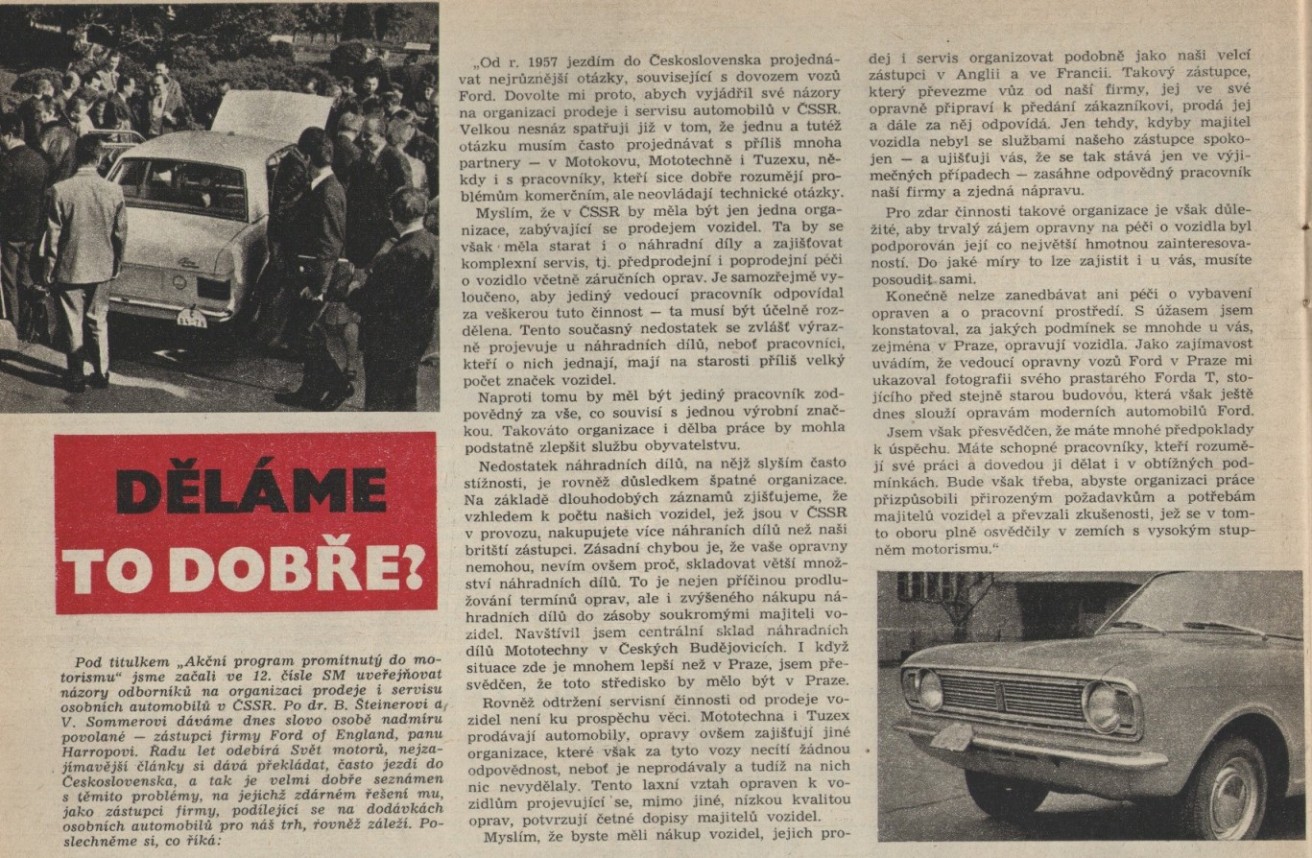 DĚLÁME
TO DOBŘE?
Pod titulkem „Akční program promítnutý do mo-
torismu“ jsme začali ve 12. čísle SM uveřejňovat
názory odborníků na organizaci prodeje i servisu
osobních automobilů v ČSSR. Po dr. B. Šteinerovi a
V. Sommerovi dáváme dnes slovo osobě nadmíru
povolané — zástupci firmy Ford of England, panu
Harropovi. Řadu let odebírá Svět motorů, nejza-
jímavější články si dává překládat, často jezdí do
Československa, a tak je velmi dobře seznámen
s těmito problémy, na jejichž zdárném řešení mu,
jako zástupci firmy, podílející se na dodávkách
osobních automobilů pro náš trh, rovněž záleží. Po-
slechněme si, co říká:
„Od r. 1957 jezdím do Československa projedná-
vat nejrůznější otázky, související s dovozem vozů
Ford. Dovolte mi proto, abych vyjádřil své názory
na organizaci prodeje i servisu automobilů v ČSSR.
Velkou nesnáz spatřuji již v tom, že jednu a tutéž
otázku musím často projednávat s příliš mnoha
partnery — v Motokovu, Mototechně i Tuzexu, ně-
kdy i s pracovníky, kteří sice dobře rozumějí pro-
blémům komerčním, ale neovládají technické otázky.
Myslím, že v ČSSR by měla být jen jedna orga-
nizace, zabývající se prodejem vozidel. Ta by se
však měla starat i o náhradní díly a zajišťovat
komplexní servis, tj. předprodejní i poprodejní péči
o vozidlo včetně záručních oprav. Je samozřejmě vy-
loučeno, aby jediný vedoucí pracovník odpovídal
za veškerou tuto činnost — ta musí být účelně roz-
dělena. Tento současný nedostatek se zvlášť výraz-
ně projevuje u náhradních dílů, neboť pracovníci,
kteří o nich jednají, mají na starosti příliš velký
počet značek vozidel.
Naproti tomu by měl být jediný pracovník zod-
povědný za vše, co souvisí s jednou výrobní znač-
kou. Takováto organizace i dělba práce by mohla
podstatně zlepšit službu obyvatelstvu.
Nedostatek náhradních dílů, na nějž slyším často
stížnosti, je rovněž důsledkem špatné organizace.
Na základě dlouhodobých záznamů zjišťujeme, že
vzhledem k počtu našich vozidel, jež jsou v ČSSR
v provozu, nakupujete více náhraních dílů než naši
britští zástupci. Zásadní chybou je, že vaše opravny
nemohou, nevím ovšem proč, skladovat větší množ-
ství náhradních dílů. To je nejen příčinou prodlu-
žování termínů oprav, ale i zvýšeného nákupu ná-
hradních dílů do zásoby soukromými majiteli vo-
zidel. Navštívil jsem centrální sklad náhradních
dílů Mototechny v Českých Budějovicích. I když
situace zde je mnohem lepší než v Praze, jsem pře-
svědčen, že toto středisko by mělo být v Praze.
Rovněž odtržení servisní činnosti od prodeje vo-
zidel není ku prospěchu věci. Mototechna i Tuzex
prodávají automobily, opravy ovšem zajišťují jiné
organizace, které však za tyto vozy necítí žádnou
odpovědnost, neboť je neprodávaly a tudíž na nich
nic nevydělaly. Tento laxní vztah opraven k vo-
zidlům projevující se, mimo jiné, nízkou kvalitou
oprav, potvrzují četné dopisy majitelů vozidel.
Myslím, že byste měli nákup vozidel, jejich pro-
dej i servis organizovat podobně jako naši velcí
zástupci v Anglii a ve Francii. Takový zástupce,
který převezme vůz od naší firmy, jej ve své
opravně připraví k předání zákazníkovi, prodá jej
a dále za něj odpovídá. Jen tehdy, kdyby majitel
vozidla nebyl se službami našeho zástupce spoko-
jen — a ujišťuji vás, že se tak stává jen ve výji-
mečných případech — zasáhne odpovědný pracovník
naší firmy a zjedná nápravu.
Pro zdar činnosti takové organizace je však důle-
žité, aby trvalý zájem opravny na péči o vozidla byl
podporován její co největší hmotnou zainteresova-
ností. Do jaké míry to lze zajistit i u vás, musíte
posoudit sami.
Konečně nelze zanedbávat ani péči o vybavení
opraven a o pracovní prostředí. S úžasem jsem
konstatoval, za jakých podmínek se mnohde u vás,
zejména v Praze, opravují vozidla. Jako zajímavost
uvádím, že vedoucí opravny vozů Ford v Praze mi
ukazoval fotografii svého prastarého Forda T, sto-
jícího před stejně starou budovou, která však ještě
dnes slouží opravám moderních automobilů Ford.
Jsem však přesvědčen, že máte mnohé předpoklady
k úspěchu. Máte schopné pracovníky, kteří rozumě-
jí své práci a dovedou ji dělat i v obtížných pod-
mínkách. Bude však třeba, abyste organizaci práce
přizpůsobili přirozeným požadavkům a potřebám
majitelů vozidel a převzali zkušenosti, jež se v tom-
to oboru plně osvědčily v zemích s vysokým stup-
něm motorismu.“